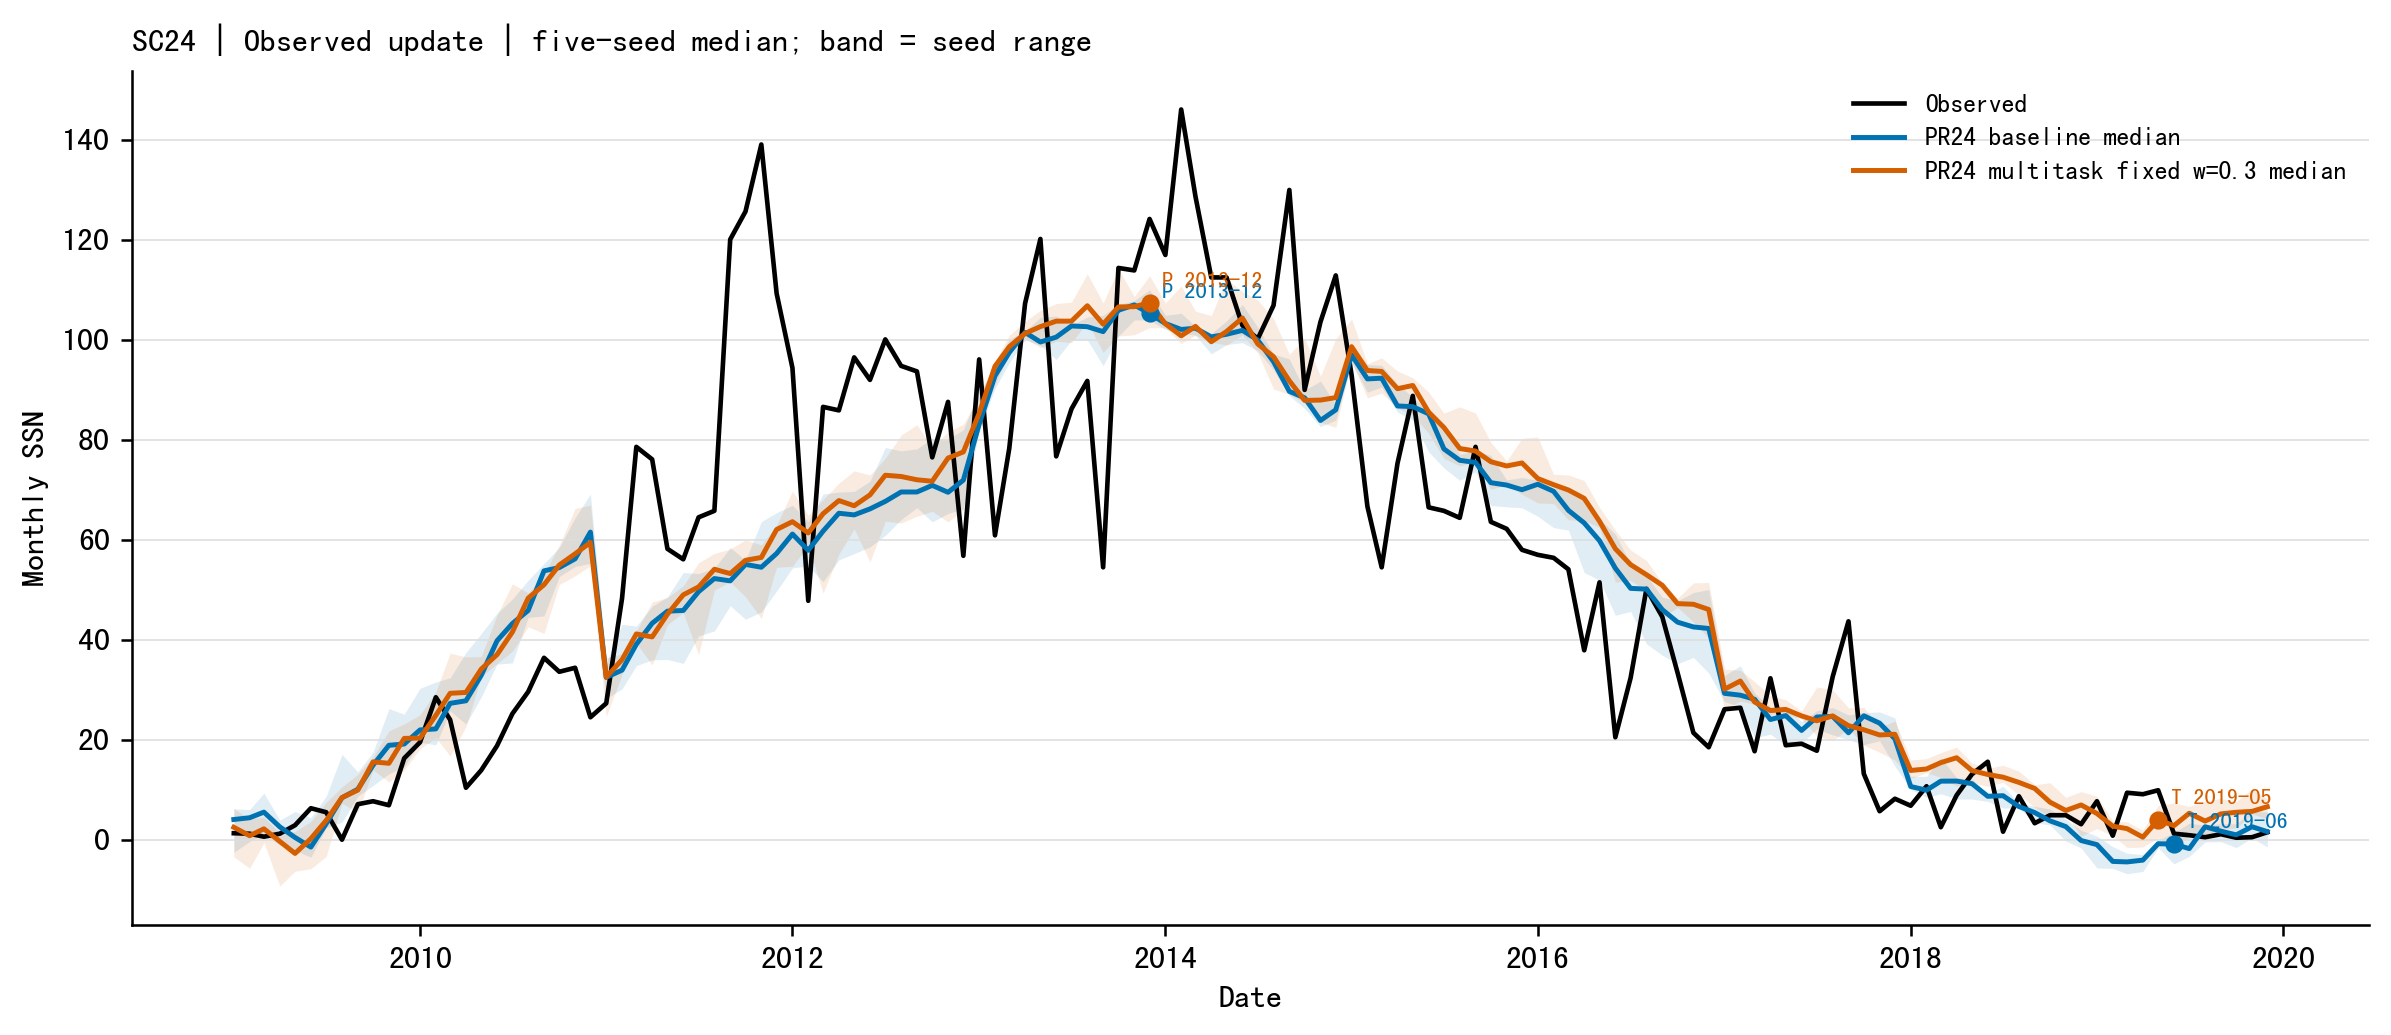 SC24 | Observed update | five-seed median; band = seed range
Observed
PR24 baseline median
PR24 multitask fixed w=0.3 median
Monthly SSN
140
120
100
80
60
40
20
0
P 2013-12
P 2013-12
T 2019-05
T 2019-06
2010
2012
2014
2016
2018
2020
Date